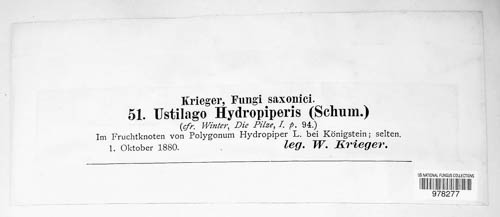 Krieger, Fungi saxonici.
51. Ustilago Hydropiperis (Schum.)
(cfr. Winter, Die Pilze, I. p. 94.)
Im Fruchtknoten von Polygonum Hydropiper L. bei Königstein; selten.
1. Oktober 1880. leg. W. Krieger.
US NATIONAL FUNGUS COLLECTIONS
978277